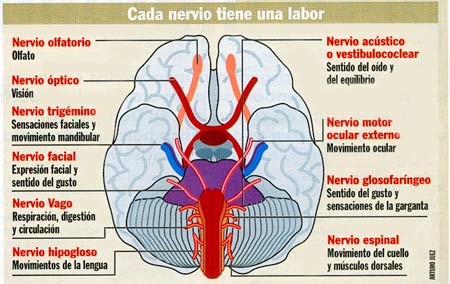 Cada nervio tiene una labor
Nervio olfatorio
Olfato
Nervio óptico
Visión
Nervio trigémino
Sensaciones faciales y
movimiento mandibular
Nervio facial
Expresión facial y
sentido del gusto
Nervio Vago
Respiración, digestión
y circulación
Nervio hipogloso
Movimientos de la lengua
Nervio acústico
o vestibulococlear
Sentido del oído y
del equilibrio
Nervio motor
ocular externo
Movimiento ocular
Nervio glosofaríngeo
Sentido del gusto y
sensaciones de la garganta
Nervio espinal
Movimiento del cuello
y músculos dorsales
ARTURO JUEZ